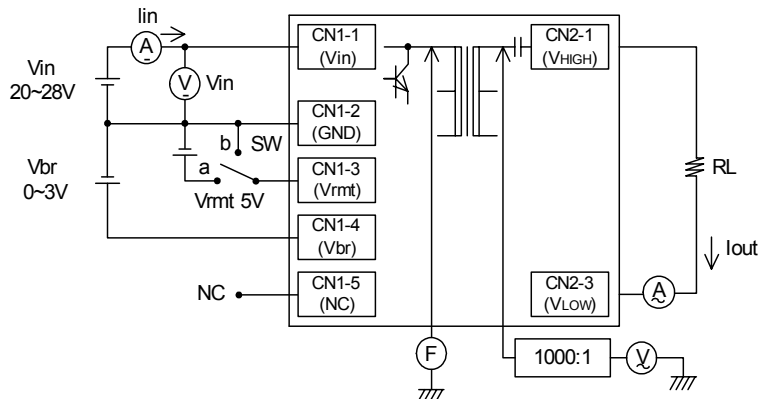 Iin
A
Vin
20~28V
V
Vin
b
SW
a
Vrmt 5V
Vbr
0~3V
NC
CN1-1
(Vin)
CN1-2
(GND)
CN1-3
(Vrmt)
CN1-4
(Vbr)
CN1-5
(NC)
CN2-1
(VHIGH)
CN2-3
(VLOW)
RL
Iout
A
F
1000:1
V